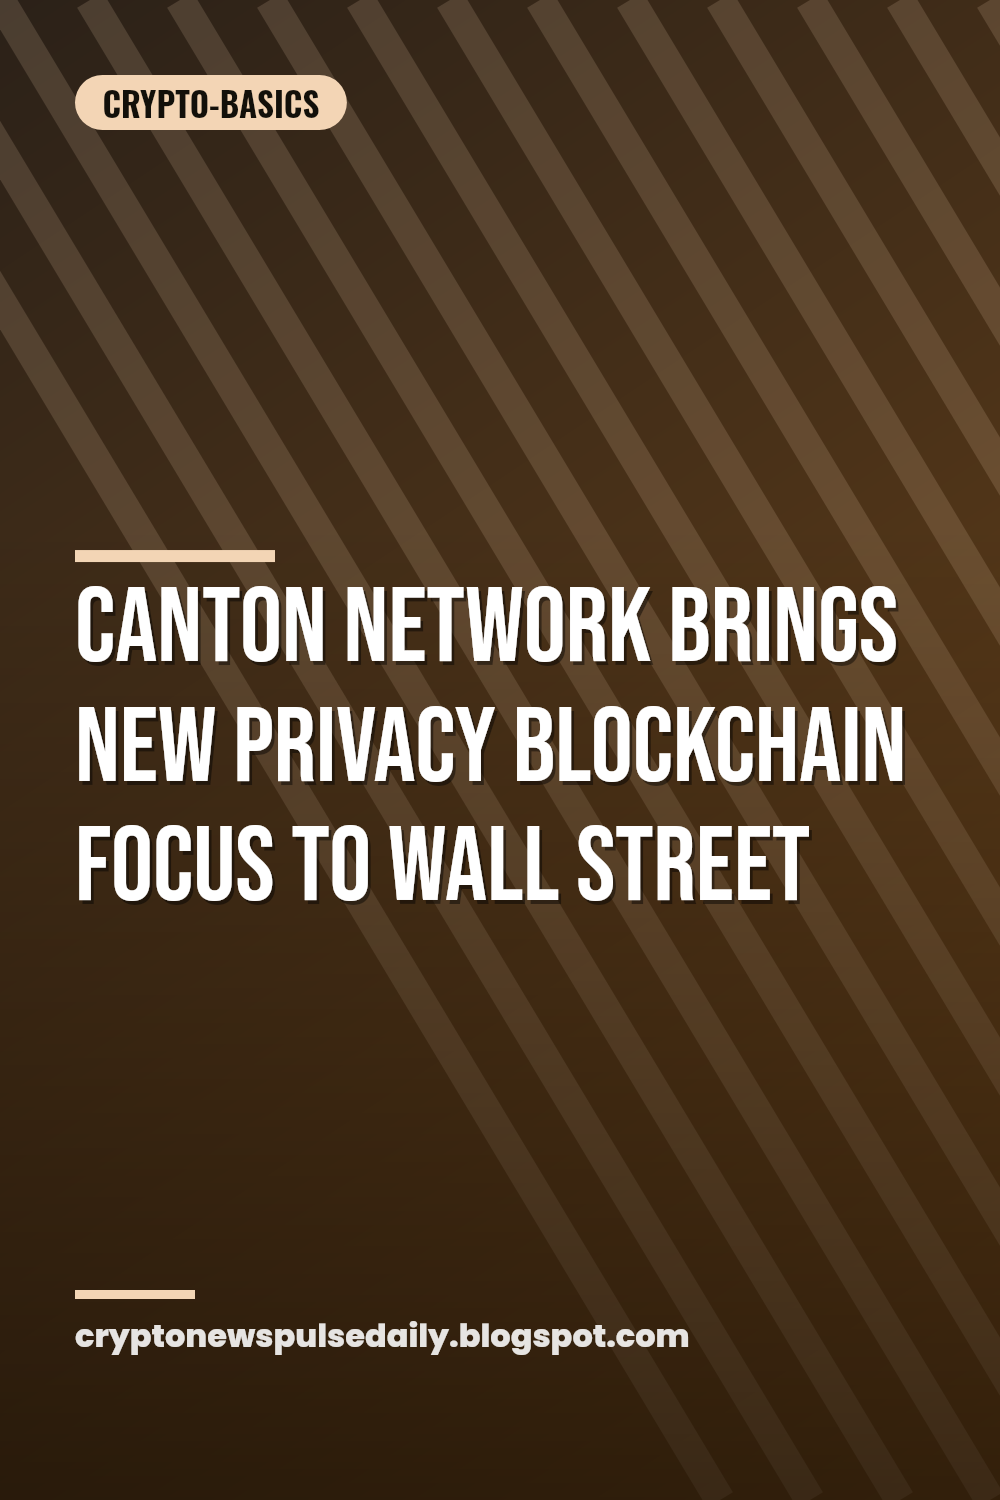 CRYPTO-BASICS
CANTON NETWORK BRINGS
NEW PRIVACY BLOCKCHAIN
FOCUS TO WALL STREET
cryptonewspulsedaily.blogspot.com